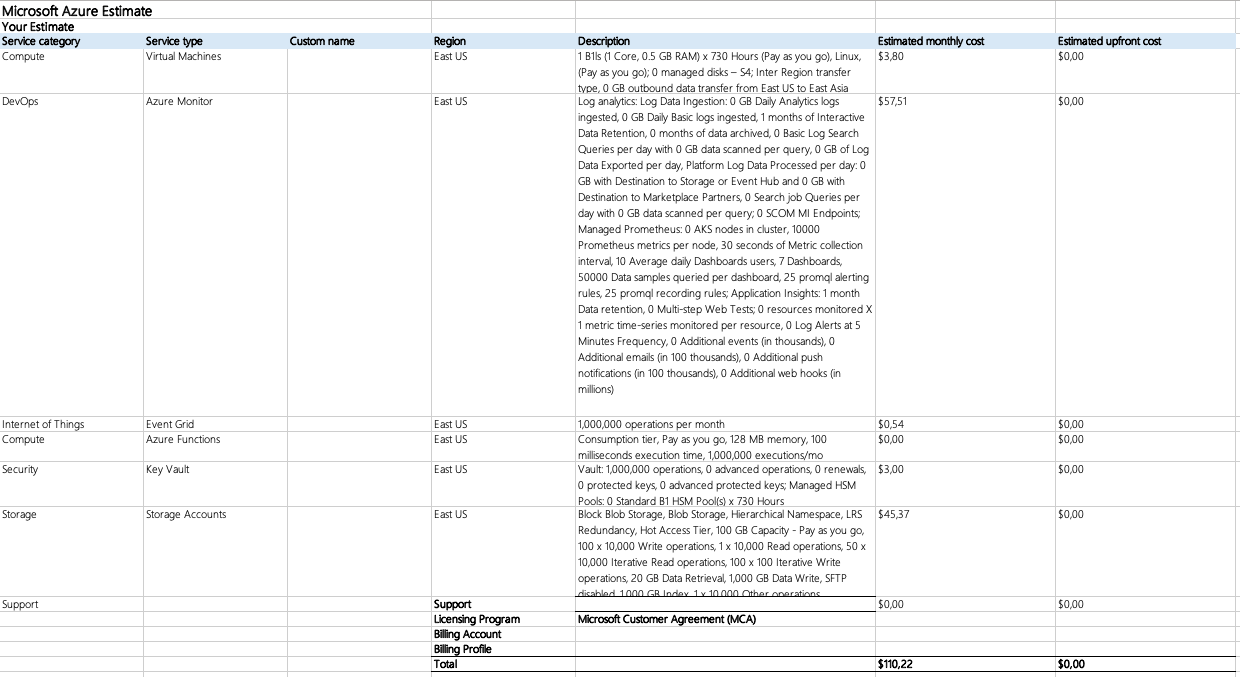 Microsoft Azure Estimate
Your Estimate
Service category Service type Custom name Region Description Estimated monthly cost Estimated upfront cost
Compute Virtual Machines East US 1 B1ls (1 Core, 0.5 GB RAM) x 730 Hours (Pay as you go), Linux, $3,80 $0,00
(Pay as you go); 0 managed disks – S4; Inter Region transfer
type, 0 GB outbound data transfer from East US to East Asia
DevOps Azure Monitor East US Log analytics: Log Data Ingestion: 0 GB Daily Analytics logs $57,51 $0,00
ingested, 0 GB Daily Basic logs ingested, 1 months of Interactive
Data Retention, 0 months of data archived, 0 Basic Log Search
Queries per day with 0 GB data scanned per query, 0 GB of Log
Data Exported per day, Platform Log Data Processed per day: 0
GB with Destination to Storage or Event Hub and 0 GB with
Destination to Marketplace Partners, 0 Search job Queries per
day with 0 GB data scanned per query; 0 SCOM MI Endpoints;
Managed Prometheus: 0 AKS nodes in cluster, 10000
Prometheus metrics per node, 30 seconds of Metric collection
interval, 10 Average daily Dashboards users, 7 Dashboards,
50000 Data samples queried per dashboard, 25 promql alerting
rules, 25 promql recording rules; Application Insights: 1 month
Data retention, 0 Multi-step Web Tests; 0 resources monitored X
1 metric time-series monitored per resource, 0 Log Alerts at 5
Minutes Frequency, 0 Additional events (in thousands), 0
Additional emails (in 100 thousands), 0 Additional push
notifications (in 100 thousands), 0 Additional web hooks (in
millions)
Internet of Things Event Grid East US 1,000,000 operations per month $0,54 $0,00
Compute Azure Functions East US Consumption tier, Pay as you go, 128 MB memory, 100 $0,00 $0,00
milliseconds execution time, 1,000,000 executions/mo
Security Key Vault East US Vault: 1,000,000 operations, 0 advanced operations, 0 renewals, $3,00 $0,00
0 protected keys, 0 advanced protected keys; Managed HSM
Pools: 0 Standard B1 HSM Pool(s) x 730 Hours
Storage Storage Accounts East US Block Blob Storage, Blob Storage, Hierarchical Namespace, LRS $45,37 $0,00
Redundancy, Hot Access Tier, 100 GB Capacity - Pay as you go,
100 x 10,000 Write operations, 1 x 10,000 Read operations, 50 x
10,000 Iterative Read operations, 100 x 100 Iterative Write
operations, 20 GB Data Retrieval, 1,000 GB Data Write, SFTP
disabled, 1,000 GB Index, 1 x 10,000 Other operations
Support Support $0,00 $0,00
Licensing Program Microsoft Customer Agreement (MCA)
Billing Account
Billing Profile
Total $110,22 $0,00